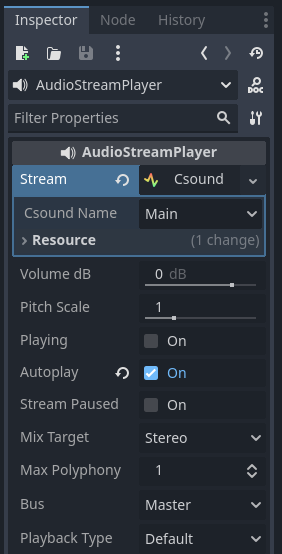 Inspector Node History
AudioStreamPlayer
DOC
Filter Properties
AudioStreamPlayer
Stream Csound
Csound Name Main
Resource (1 change)
Volume dB 0 dB
Pitch Scale 1
Playing On
Autoplay On
Stream Paused On
Mix Target Stereo
Max Polyphony 1
Bus Master
Playback Type Default